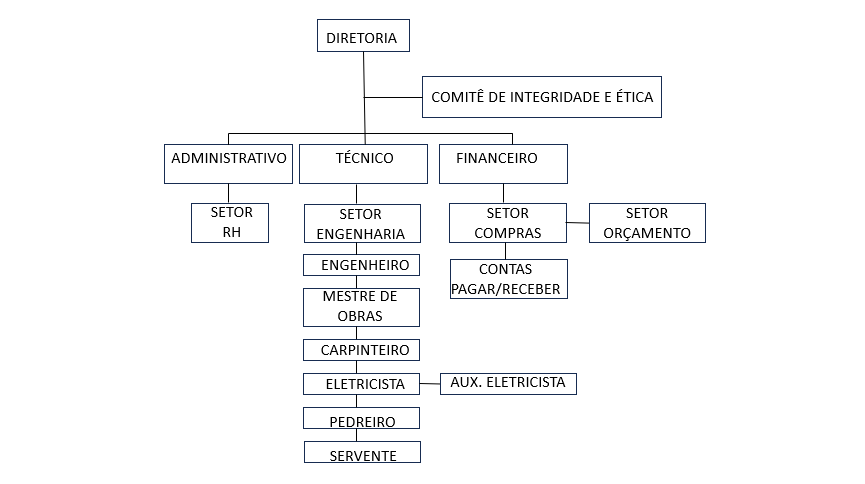 DIRETORIA
COMITÊ DE INTEGRIDADE E ÉTICA
ADMINISTRATIVO
TÉCNICO
FINANCEIRO
SETOR
RH
SETOR
ENGENHARIA
SETOR
COMPRAS
SETOR
ORÇAMENTO
ENGENHEIRO
CONTAS
PAGAR/RECEBER
MESTRE DE
OBRAS
CARPINTEIRO
ELETRICISTA
AUX. ELETRICISTA
PEDREIRO
SERVENTE